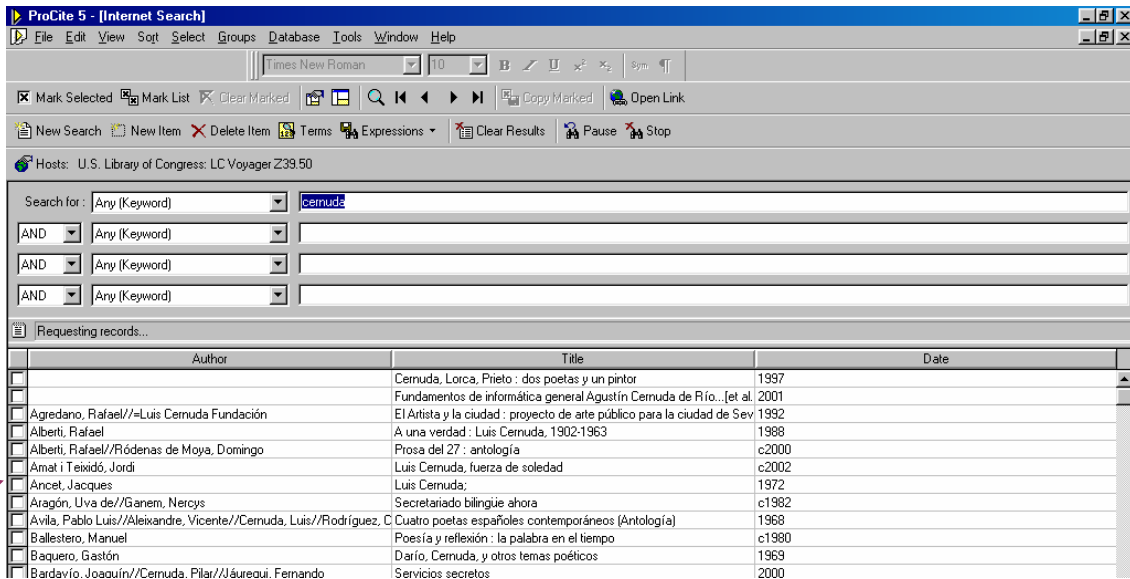 ProCite 5 - [Internet Search]
File Edit View Sort Select Groups Database Tools Window Help
Times New Roman 10 B I U x² x₂ Sym ¶
Mark Selected Mark List Clear Marked Copy Marked Open Link
New Search New Item Delete Item Terms Expressions Clear Results Pause Stop
Hosts: U.S. Library of Congress: LC Voyager Z39.50
Search for : Any (Keyword) cernuda
AND Any (Keyword)
AND Any (Keyword)
AND Any (Keyword)
Requesting records...
Author Title Date
Cernuda, Lorca, Prieto : dos poetas y un pintor 1997
Fundamentos de informática general Agustín Cernuda de Río...[et al. 2001
Agredano, Rafael//=Luis Cernuda Fundación El Artista y la ciudad : proyecto de arte público para la ciudad de Sev 1992
Alberti, Rafael A una verdad : Luis Cernuda, 1902-1963 1988
Alberti, Rafael//Ródenas de Moya, Domingo Prosa del 27 : antología c2000
Amat i Teixidó, Jordi Luis Cernuda, fuerza de soledad c2002
Ancet, Jacques Luis Cernuda; 1972
Aragón, Uva de//Ganem, Nercys Secretariado bilingüe ahora c1982
Avila, Pablo Luis//Aleixandre, Vicente//Cernuda, Luis//Rodríguez, C Cuatro poetas españoles contemporáneos (Antología) 1968
Ballestero, Manuel Poesía y reflexión : la palabra en el tiempo c1980
Baquero, Gastón Darío, Cernuda, y otros temas poéticos 1969
Bardavío, Joaquín//Cernuda, Pilar//Jáuregui, Fernando Servicios secretos 2000